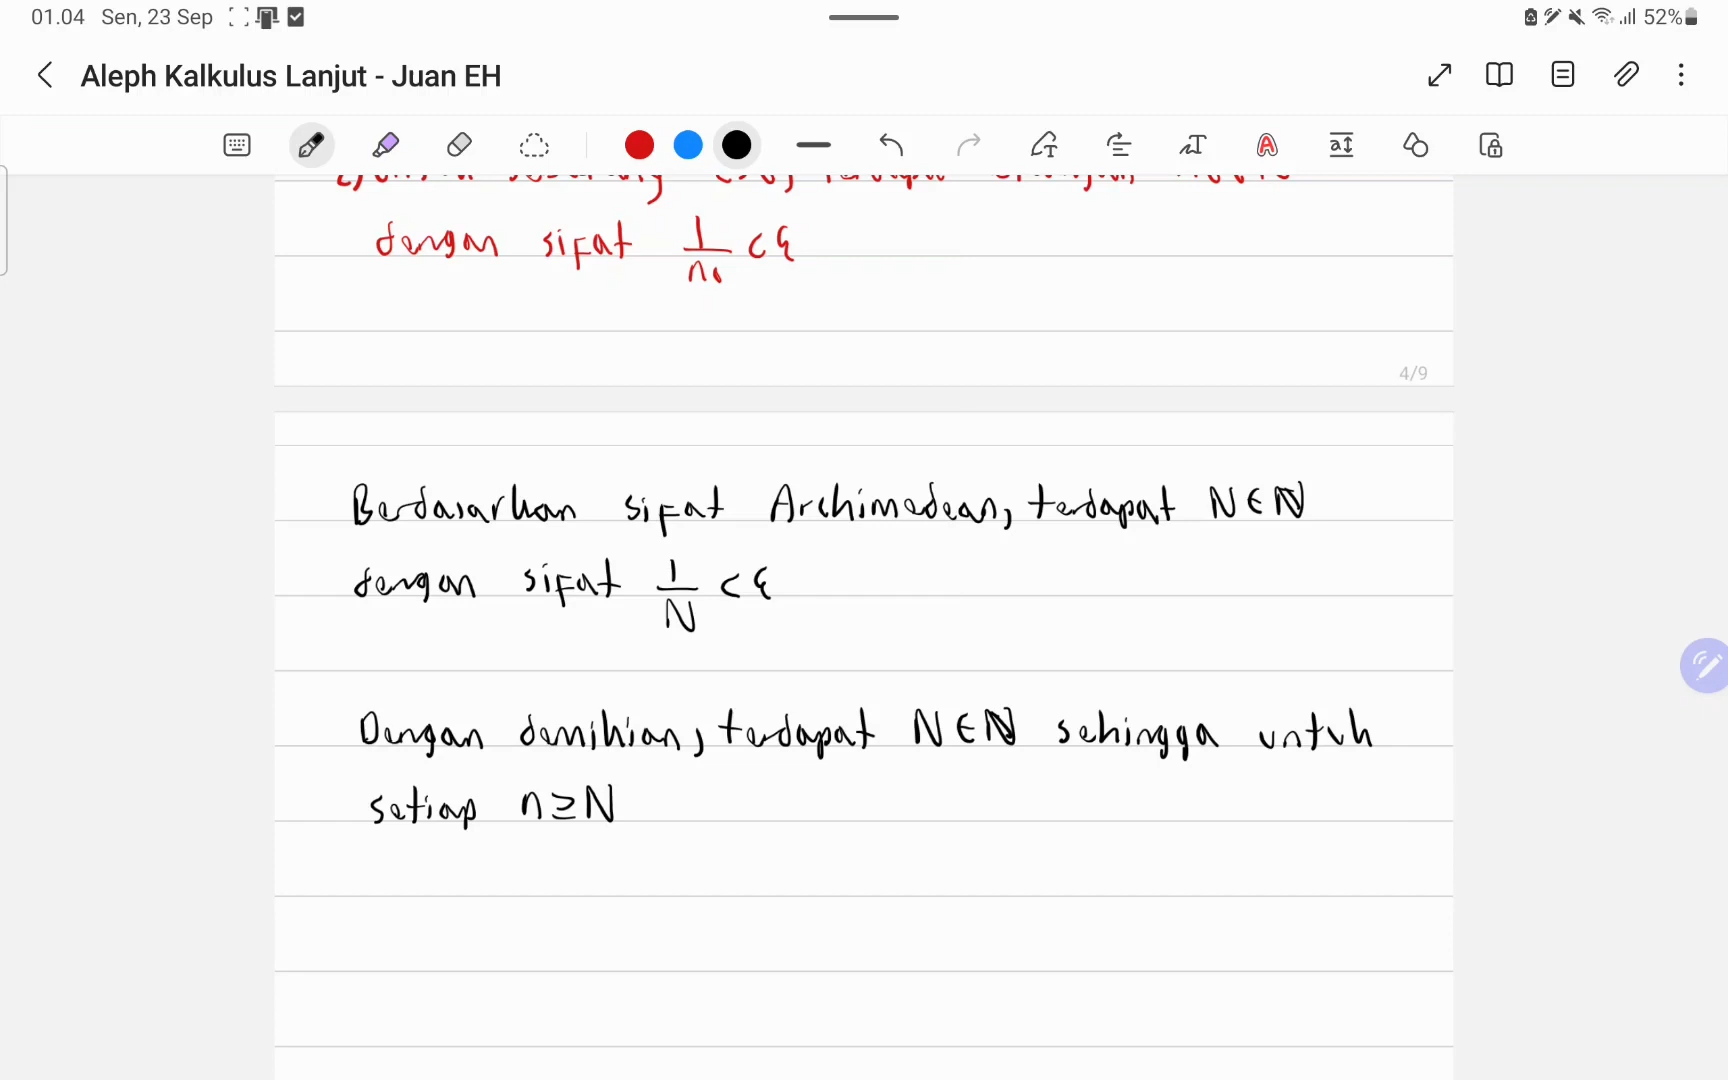 01.04 Sen, 23 Sep 52%
Aleph Kalkulus Lanjut - Juan EH
dengan sifat 1/n₀ < ε
4/9
Berdasarkan sifat Archimedean, terdapat N ∈ ℕ
dengan sifat 1/N < ε
Dengan demikian, terdapat N ∈ ℕ sehingga untuk
setiap n ≥ N